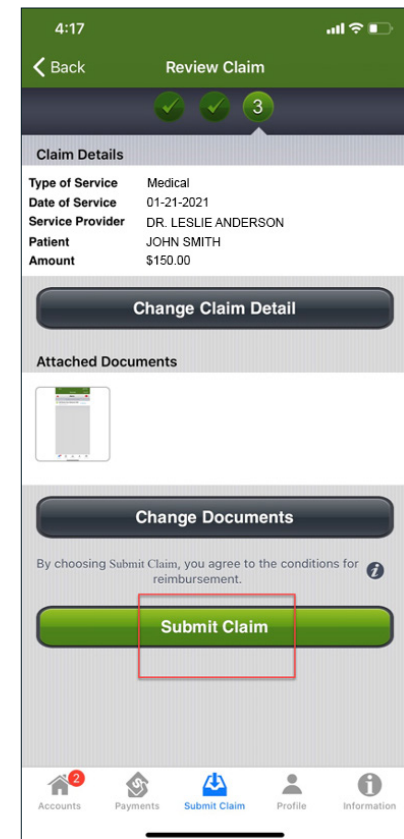 4:17
Back Review Claim
3
Claim Details
Type of Service Medical
Date of Service 01-21-2021
Service Provider DR. LESLIE ANDERSON
Patient JOHN SMITH
Amount $150.00
Change Claim Detail
Attached Documents
Change Documents
By choosing Submit Claim, you agree to the conditions for
reimbursement.
i
Submit Claim
2
Accounts Payments Submit Claim Profile Information